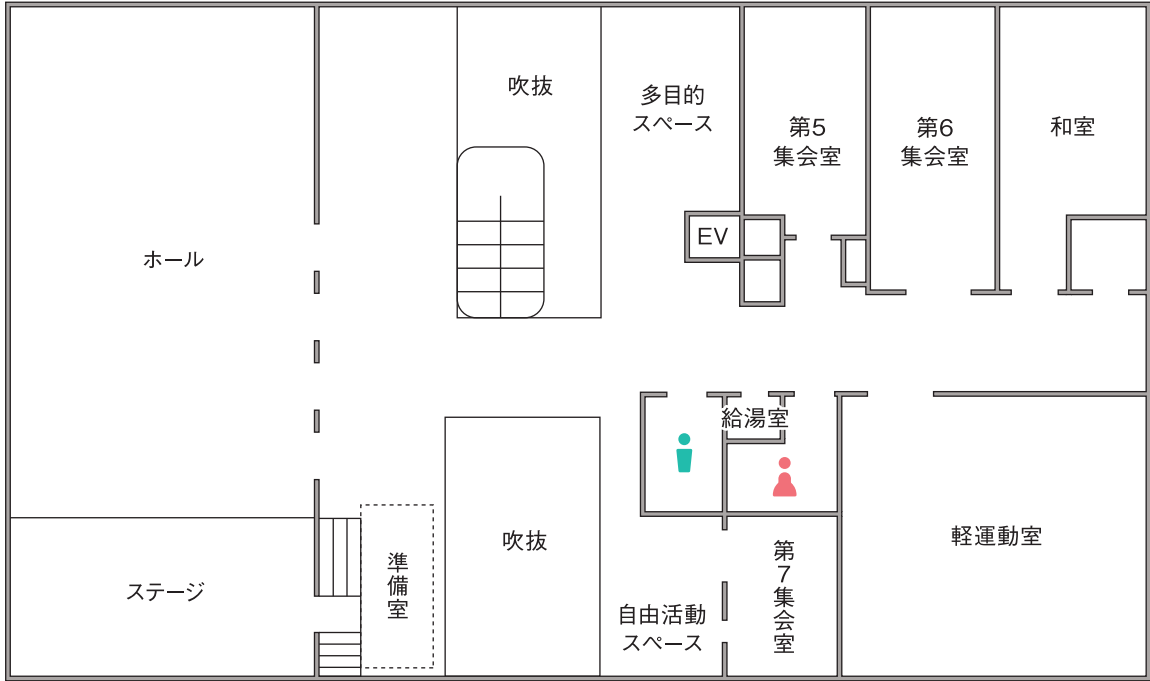 吹抜
多目的
スペース
第5
集会室
第6
集会室
和室
EV
ホール
給湯室
ステージ
準備室
吹抜
自由活動
スペース
第7集会室
軽運動室